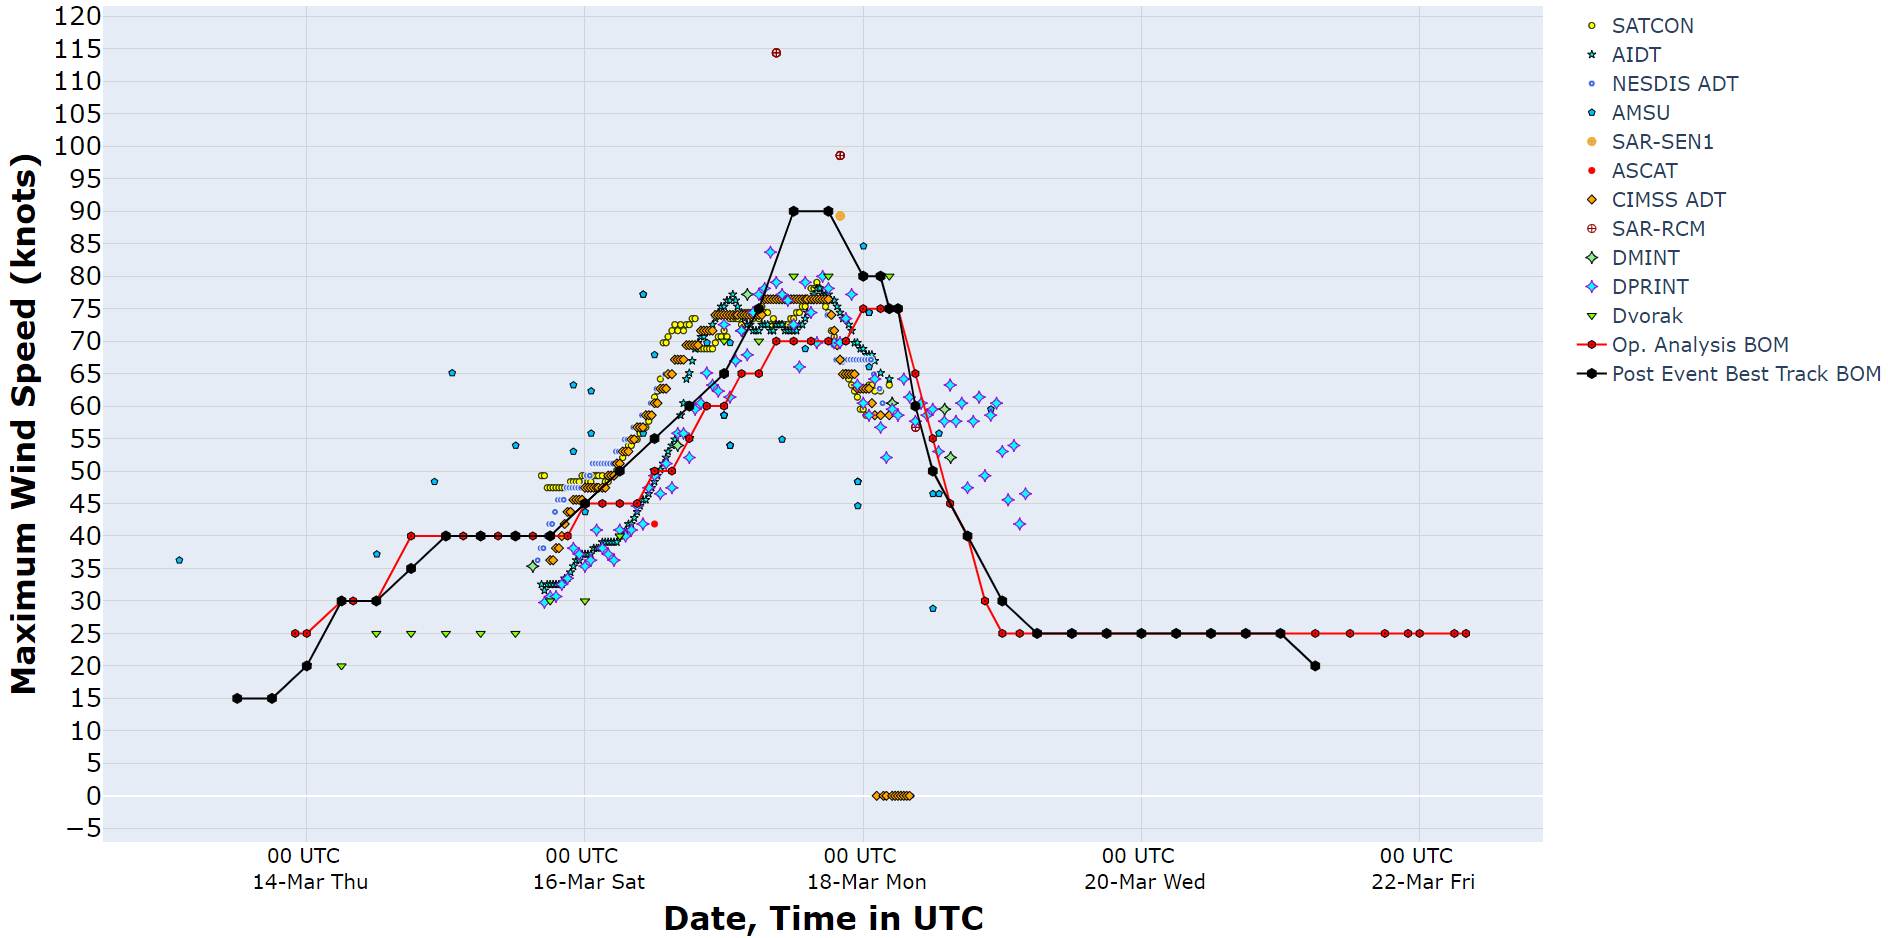 120
115
110
105
100
95
90
85
80
75
70
65
60
55
50
45
40
35
30
25
20
15
10
5
0
−5
Maximum Wind Speed (knots)
00 UTC
14-Mar Thu
00 UTC
16-Mar Sat
00 UTC
18-Mar Mon
00 UTC
20-Mar Wed
00 UTC
22-Mar Fri
Date, Time in UTC
SATCON
AIDT
NESDIS ADT
AMSU
SAR-SEN1
ASCAT
CIMSS ADT
SAR-RCM
DMINT
DPRINT
Dvorak
Op. Analysis BOM
Post Event Best Track BOM